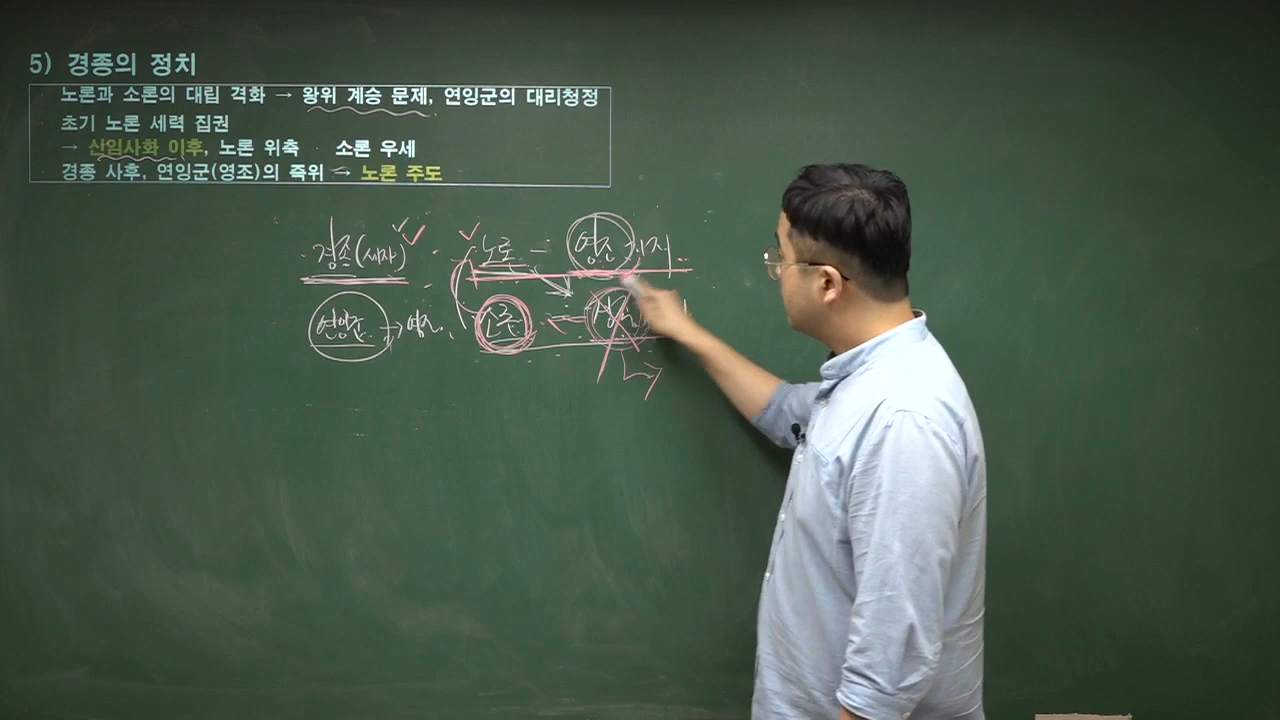 5) 경종의 정치
노론과 소론의 대립 격화 → 왕위 계승 문제, 연잉군의 대리청정
초기 노론 세력 집권
→ 신임사화 이후, 노론 위축 소론 우세
경종 사후, 연잉군(영조)의 즉위 → 노론 주도
경종(세자) 노론 - 영조 지지
→ 영조 소론